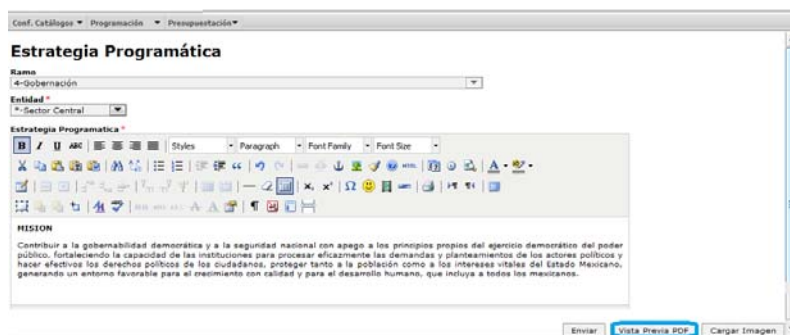 Conf. Catálogos Programación Presupuestación
Estrategia Programática
Ramo
4-Gobernación
Entidad *
*-Sector Central
Estrategia Programatica *
B I U ABC Styles Paragraph Font Family Font Size
HTML
MISION
Contribuir a la gobernabilidad democrática y a la seguridad nacional con apego a los principios propios del ejercicio democrático del poder
público, fortaleciendo la capacidad de las instituciones para procesar eficazmente las demandas y planteamientos de los actores políticos y
hacer efectivos los derechos políticos de los ciudadanos, proteger tanto a la población como a los intereses vitales del Estado Mexicano,
generando un entorno favorable para el crecimiento con calidad y para el desarrollo humano, que incluya a todos los mexicanos.
Enviar Vista Previa PDF Cargar Imagen